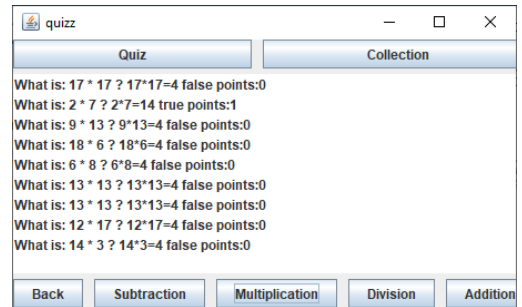 quizz
Quiz Collection
What is: 17 * 17 ? 17*17=4 false points:0
What is: 2 * 7 ? 2*7=14 true points:1
What is: 9 * 13 ? 9*13=4 false points:0
What is: 18 * 6 ? 18*6=4 false points:0
What is: 6 * 8 ? 6*8=4 false points:0
What is: 13 * 13 ? 13*13=4 false points:0
What is: 13 * 13 ? 13*13=4 false points:0
What is: 12 * 17 ? 12*17=4 false points:0
What is: 14 * 3 ? 14*3=4 false points:0
Back Subtraction Multiplication Division Addition